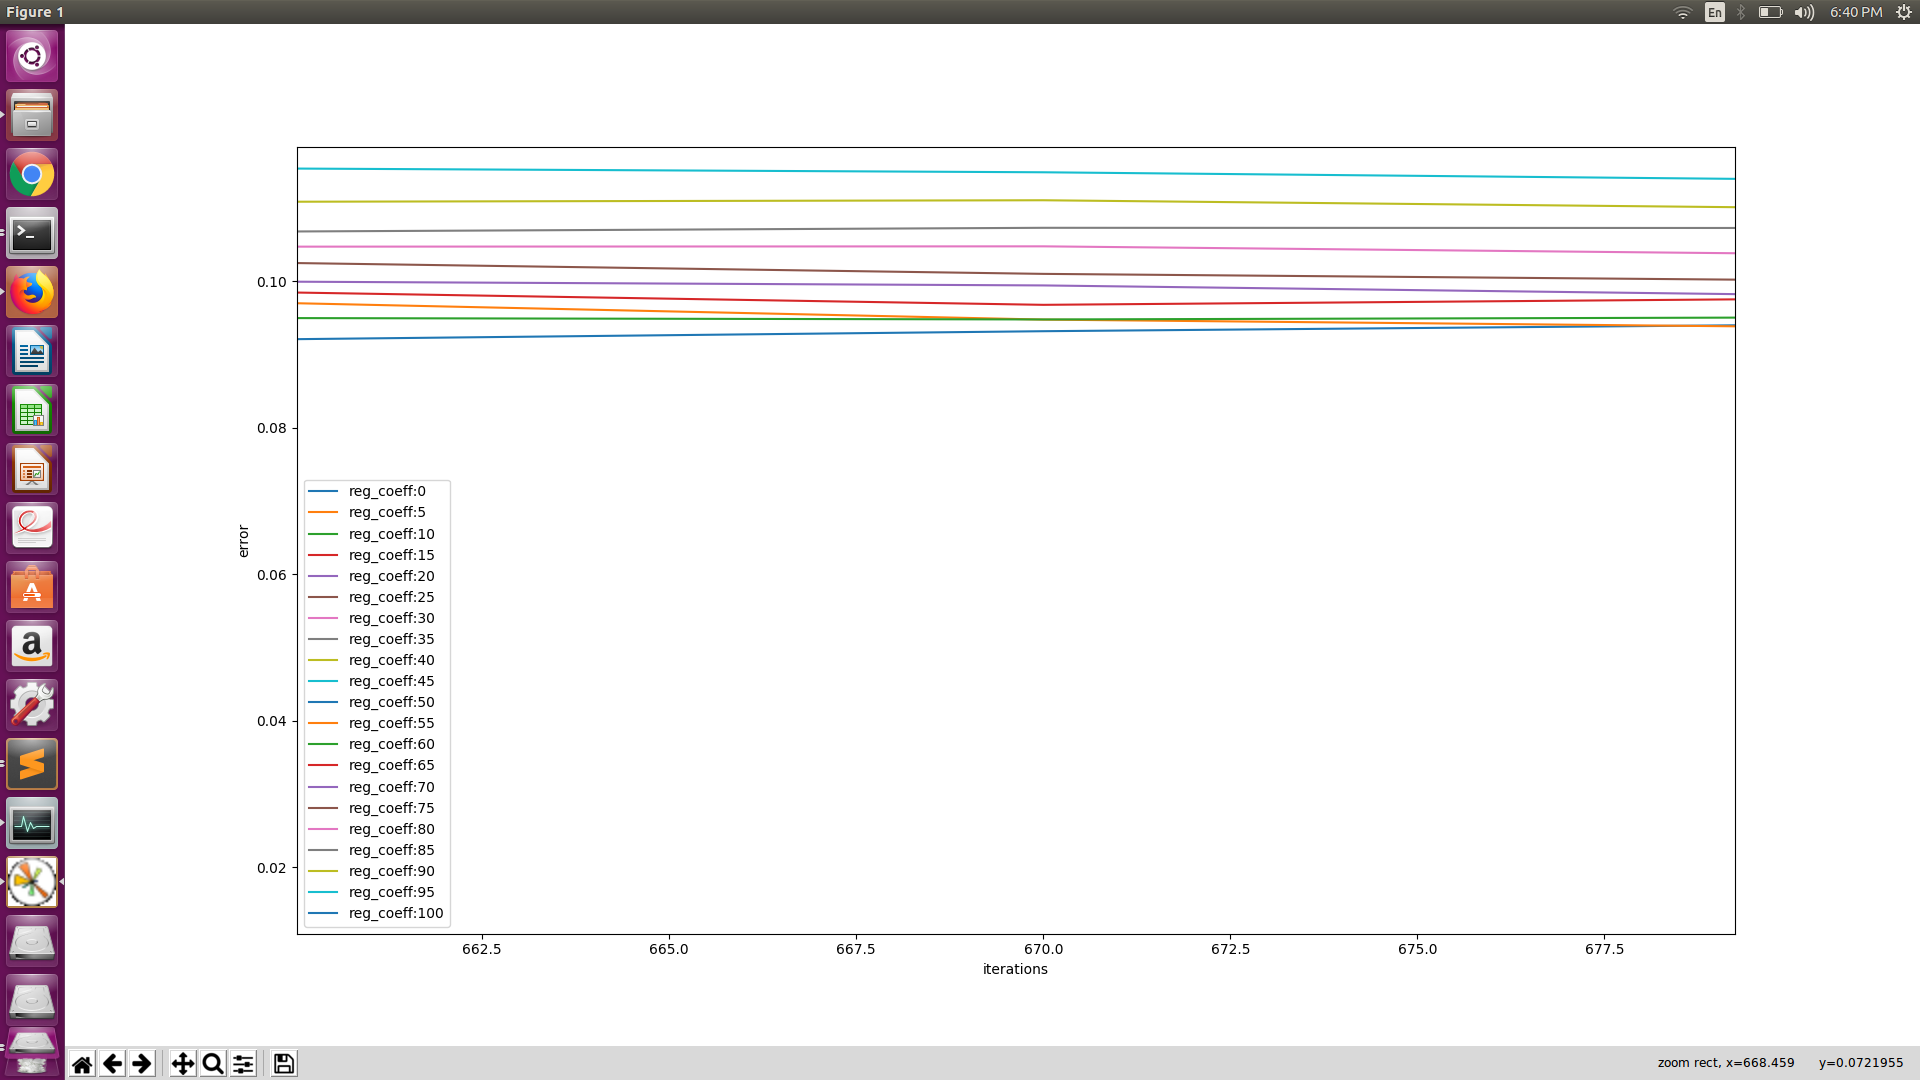 Figure 1
En
6:40 PM
0.10
0.08
0.06
0.04
0.02
error
reg_coeff:0
reg_coeff:5
reg_coeff:10
reg_coeff:15
reg_coeff:20
reg_coeff:25
reg_coeff:30
reg_coeff:35
reg_coeff:40
reg_coeff:45
reg_coeff:50
reg_coeff:55
reg_coeff:60
reg_coeff:65
reg_coeff:70
reg_coeff:75
reg_coeff:80
reg_coeff:85
reg_coeff:90
reg_coeff:95
reg_coeff:100
662.5 665.0 667.5 670.0 672.5 675.0 677.5
iterations
zoom rect, x=668.459 y=0.0721955